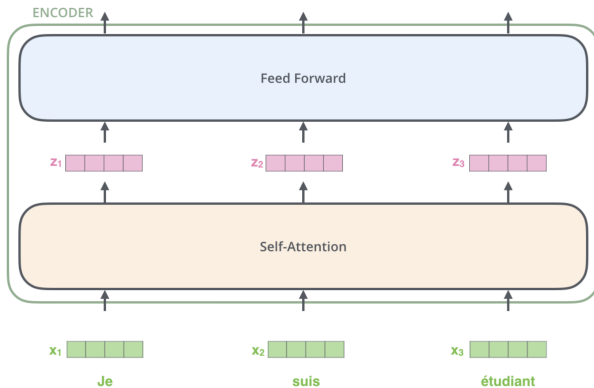 ENCODER
Feed Forward
z₁ z₂ z₃
Self-Attention
x₁ x₂ x₃
Je suis étudiant